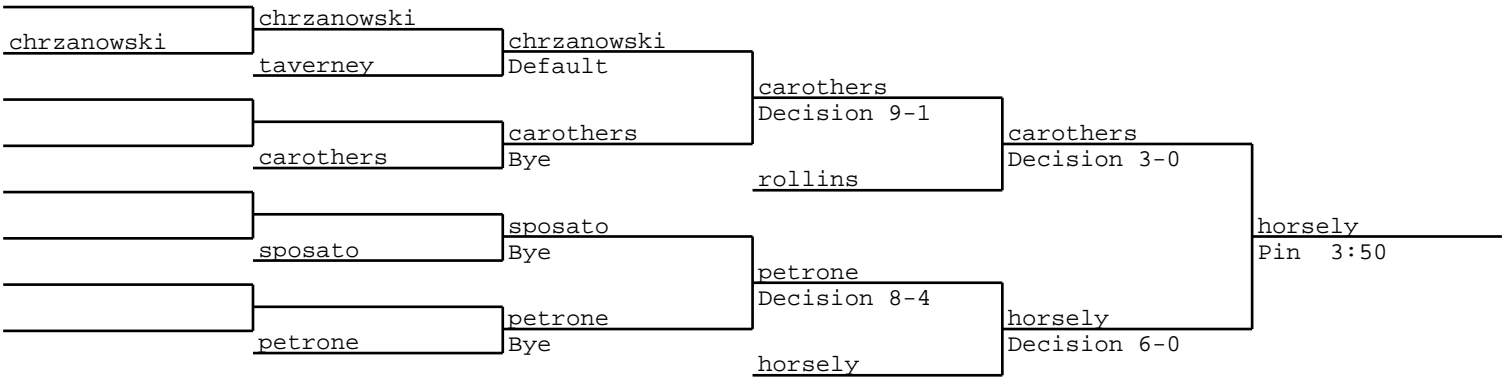 chrzanowski
chrzanowski
taverney
chrzanowski
Default
carothers
carothers
Bye
carothers
Decision 9-1
rollins
carothers
Decision 3-0
sposato
sposato
Bye
petrone
petrone
Bye
petrone
Decision 8-4
horsely
horsely
Decision 6-0
horsely
Pin 3:50